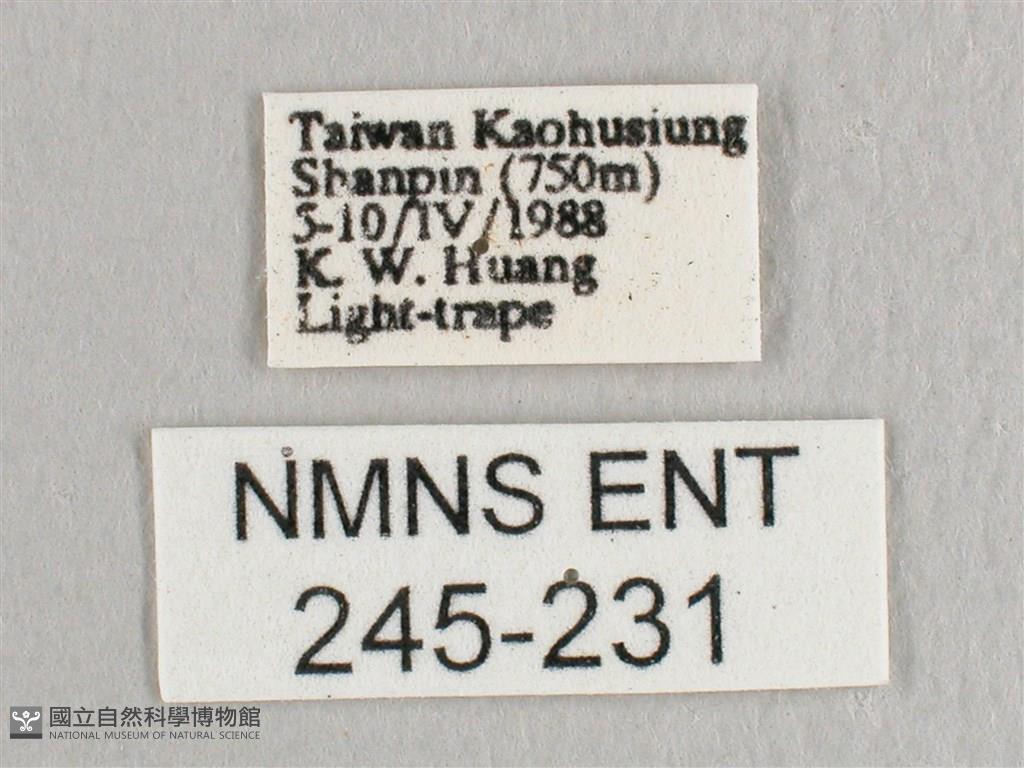 Taiwan Kaohusiung
Shanpin (750m)
5-10/IV/1988
K. W. Huang
Light-trape
NMNS ENT
245-231
國立自然科學博物館
NATIONAL MUSEUM OF NATURAL SCIENCE